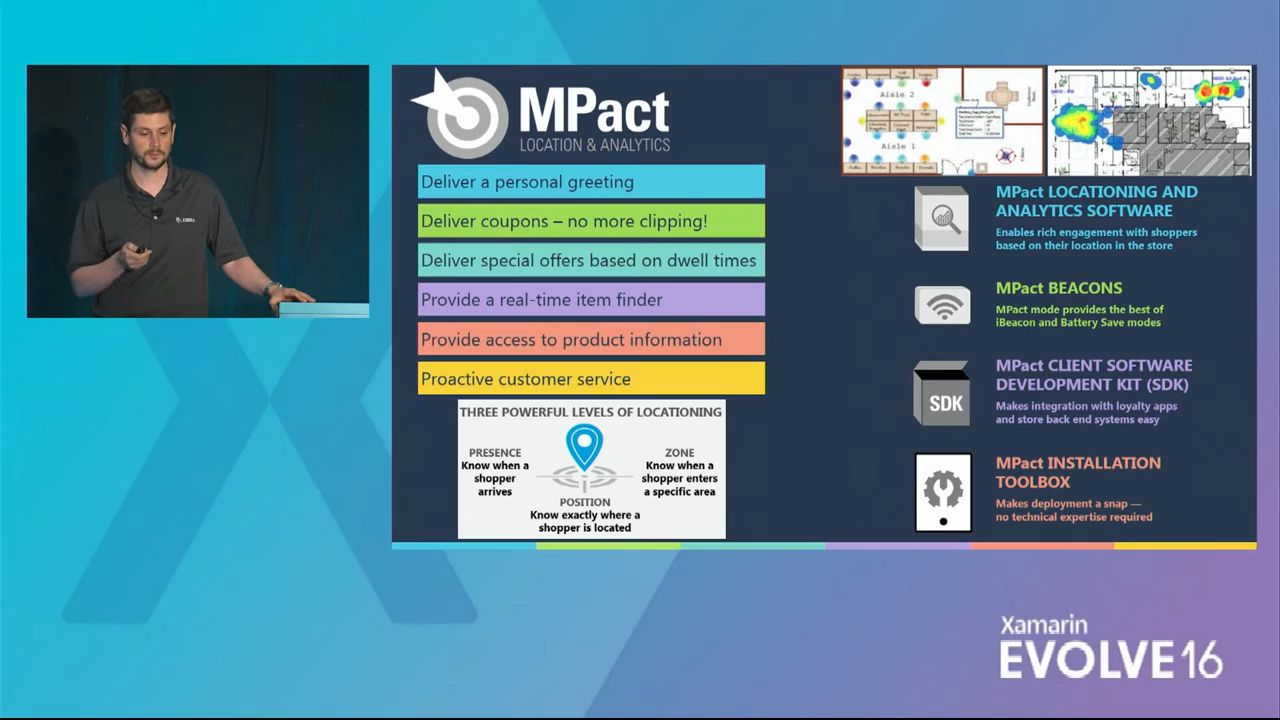 MPact
LOCATION & ANALYTICS
Deliver a personal greeting
Deliver coupons – no more clipping!
Deliver special offers based on dwell times
Provide a real-time item finder
Provide access to product information
Proactive customer service
THREE POWERFUL LEVELS OF LOCATIONING
PRESENCE
Know when a
shopper
arrives
POSITION
Know exactly where a
shopper is located
ZONE
Know when a
shopper enters
a specific area
Aisle 2
Aisle 1
MPact LOCATIONING AND
ANALYTICS SOFTWARE
Enables rich engagement with shoppers
based on their location in the store
MPact BEACONS
MPact mode provides the best of
iBeacon and Battery Save modes
SDK
MPact CLIENT SOFTWARE
DEVELOPMENT KIT (SDK)
Makes integration with loyalty apps
and store back end systems easy
MPact INSTALLATION
TOOLBOX
Makes deployment a snap —
no technical expertise required
Xamarin
EVOLVE 16